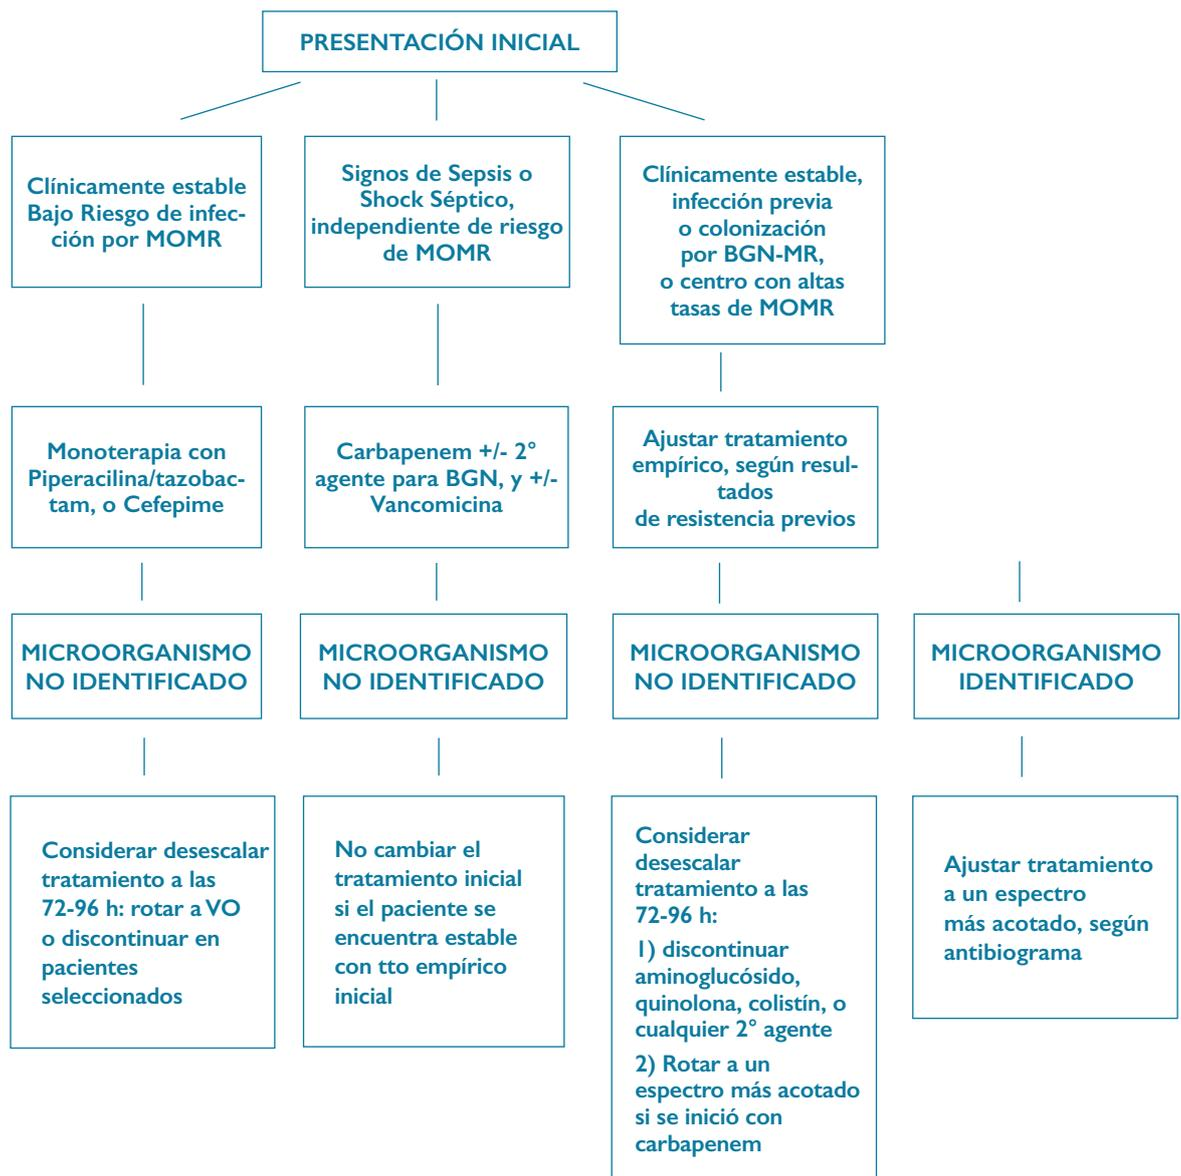 PRESENTACIÓN INICIAL
Clínicamente estable
Bajo Riesgo de infec-
ción por MOMR
Signos de Sepsis o
Shock Séptico,
independiente de riesgo
de MOMR
Clínicamente estable,
infección previa
o colonización
por BGN-MR,
o centro con altas
tasas de MOMR
Monoterapia con
Piperacilina/tazobac-
tam, o Cefepime
Carbapenem +/- 2°
agente para BGN, y +/-
Vancomicina
Ajustar tratamiento
empírico, según resul-
tados
de resistencia previos
MICROORGANISMO
NO IDENTIFICADO
MICROORGANISMO
NO IDENTIFICADO
MICROORGANISMO
NO IDENTIFICADO
MICROORGANISMO
IDENTIFICADO
Considerar desescalar
tratamiento a las
72-96 h: rotar a VO
o discontinuar en
pacientes
seleccionados
No cambiar el
tratamiento inicial
si el paciente se
encuentra estable
con tto empírico
inicial
Considerar
desescalar
tratamiento a las
72-96 h:
1) discontinuar
aminoglucósido,
quinolona, colistín, o
cualquier 2° agente
2) Rotar a un
espectro más acotado
si se inició con
carbapenem
Ajustar tratamiento
a un espectro
más acotado, según
antibiograma